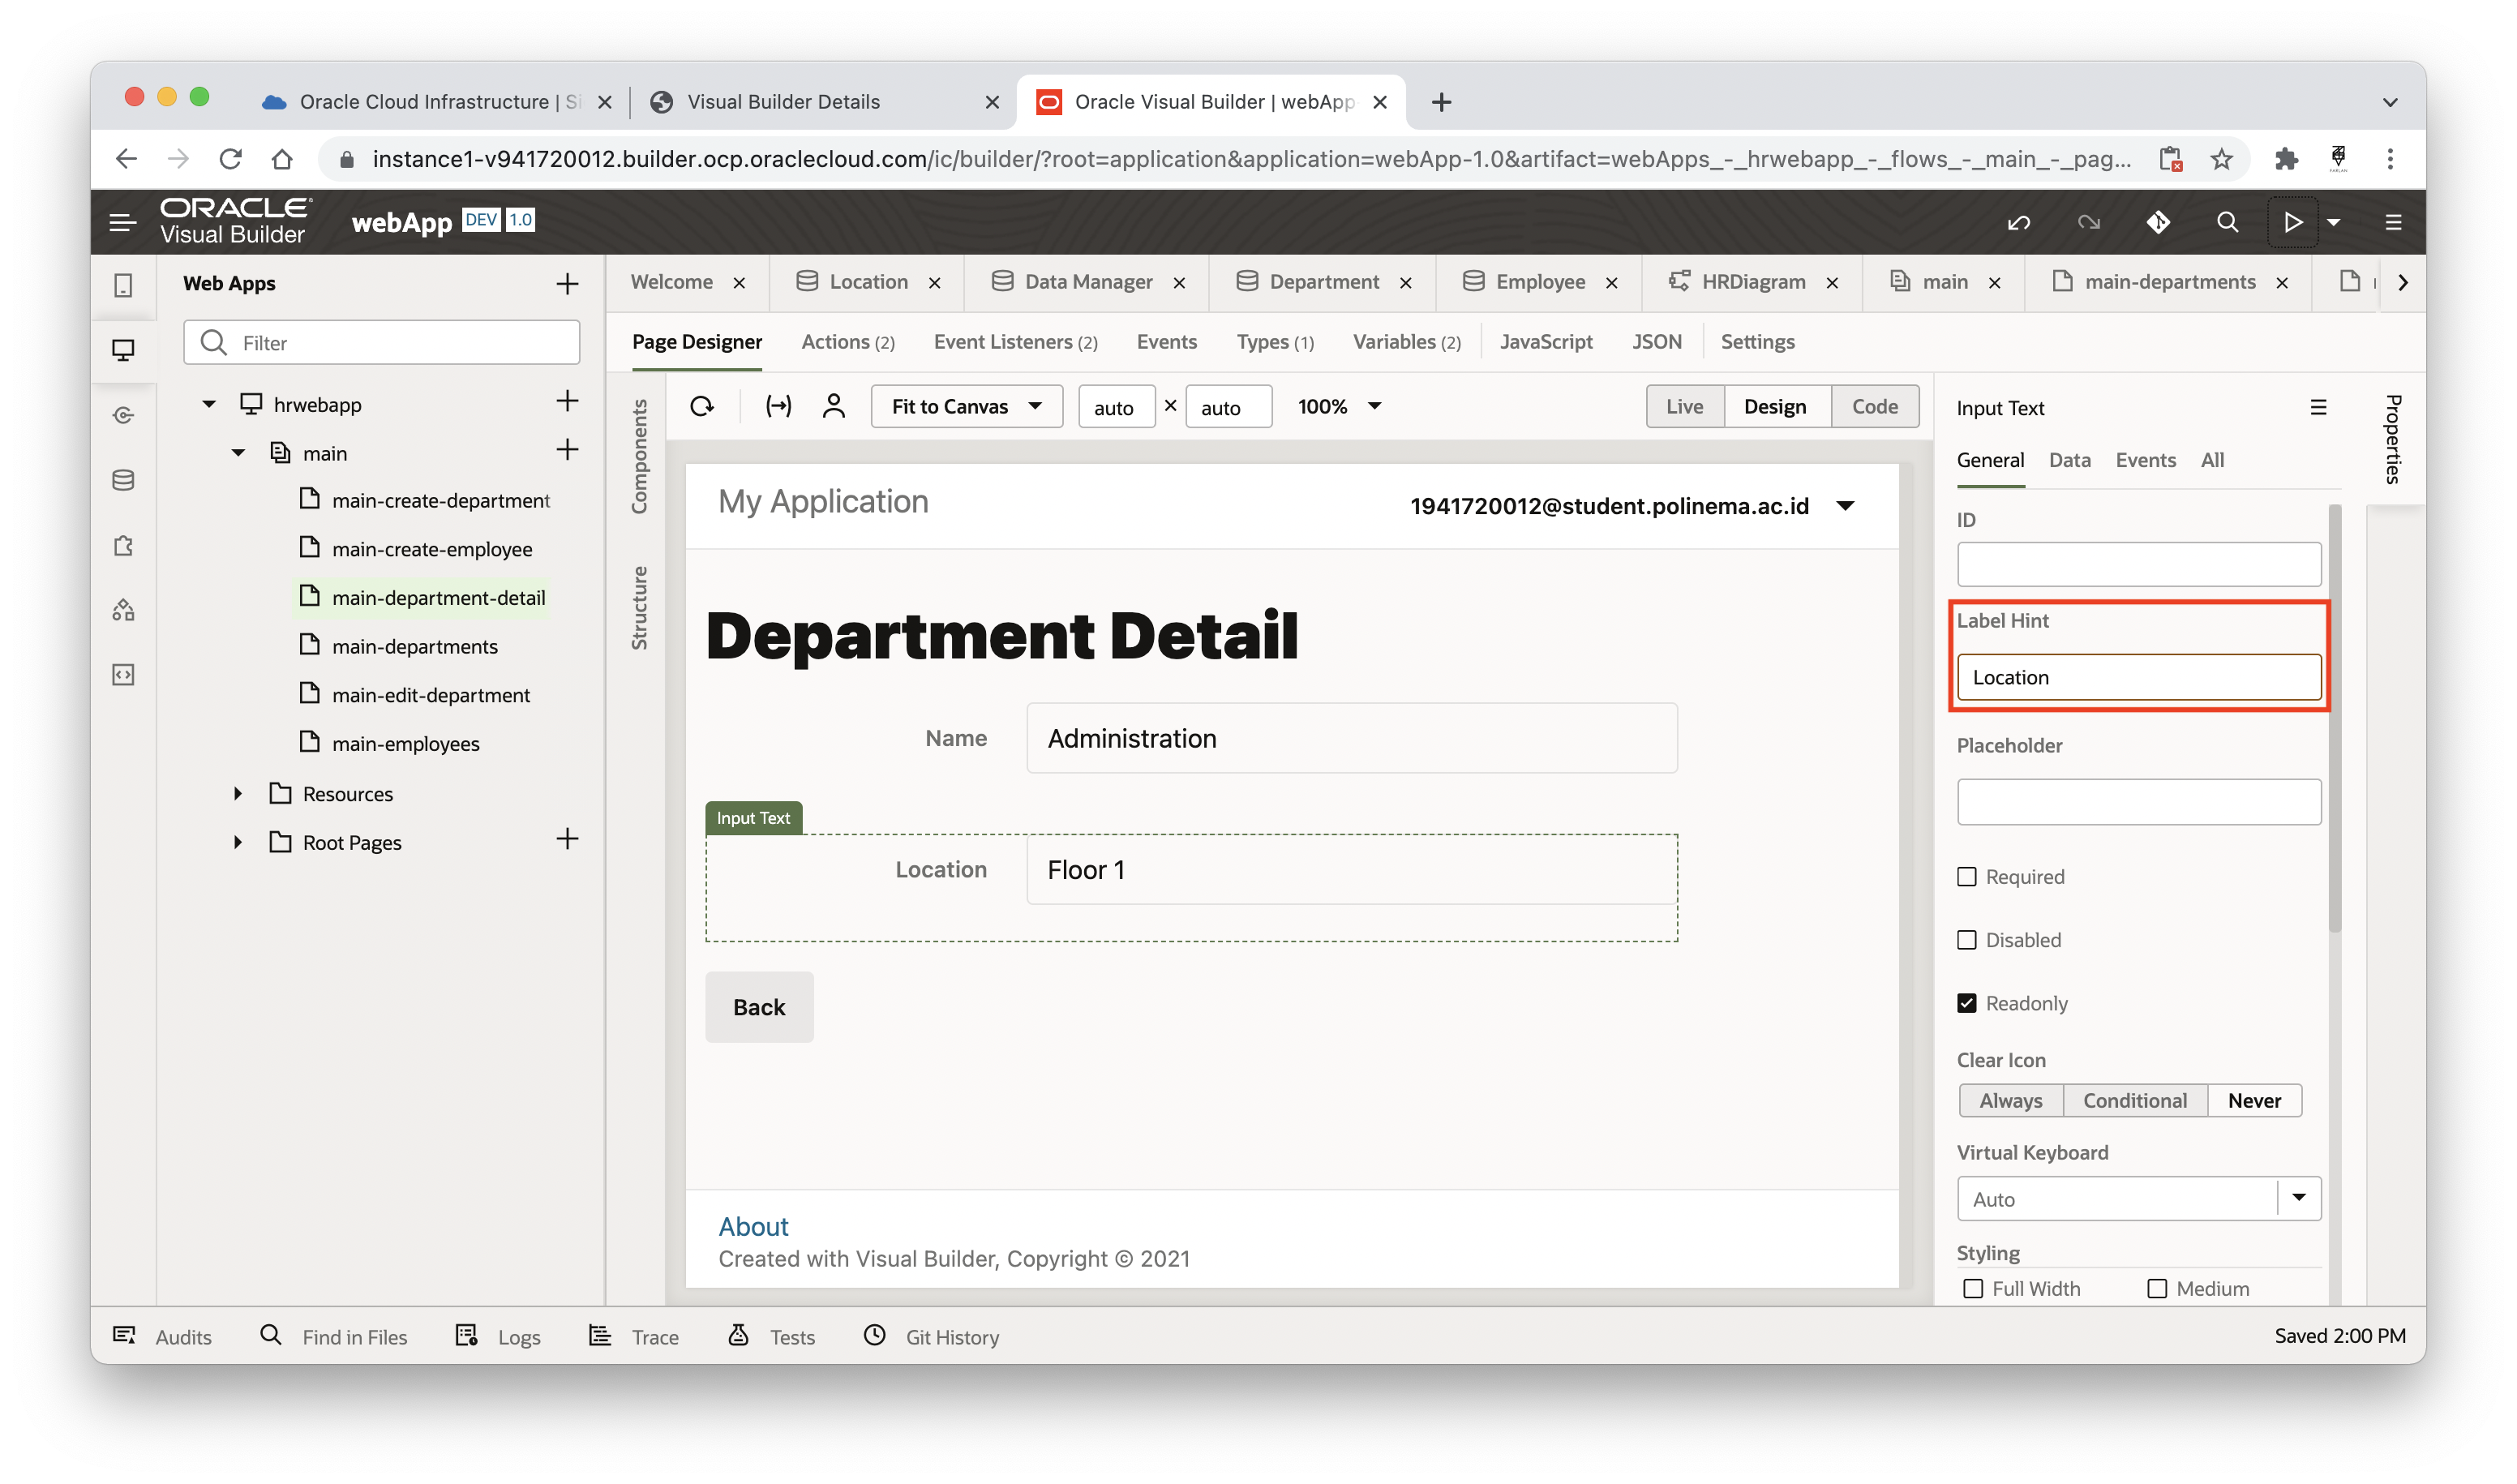 Oracle Cloud Infrastructure | Si
Visual Builder Details
Oracle Visual Builder | webApp
instance1-v941720012.builder.ocp.oraclecloud.com/ic/builder/?root=application&application=webApp-1.0&artifact=webApps_-_hrwebapp_-_flows_-_main_-_pag...
ORACLE
Visual Builder
webApp DEV 1.0
Web Apps
Filter
hrwebapp
main
main-create-department
main-create-employee
main-department-detail
main-departments
main-edit-department
main-employees
Resources
Root Pages
Welcome
Location
Data Manager
Department
Employee
HRDiagram
main
main-departments
Page Designer
Actions (2)
Event Listeners (2)
Events
Types (1)
Variables (2)
JavaScript
JSON
Settings
Components
Structure
Fit to Canvas
auto × auto
100%
Live
Design
Code
My Application
1941720012@student.polinema.ac.id
Department Detail
Name
Administration
Input Text
Location
Floor 1
Back
About
Created with Visual Builder, Copyright © 2021
Input Text
Properties
General
Data
Events
All
ID
Label Hint
Location
Placeholder
Required
Disabled
Readonly
Clear Icon
Always
Conditional
Never
Virtual Keyboard
Auto
Styling
Full Width
Medium
Audits
Find in Files
Logs
Trace
Tests
Git History
Saved 2:00 PM